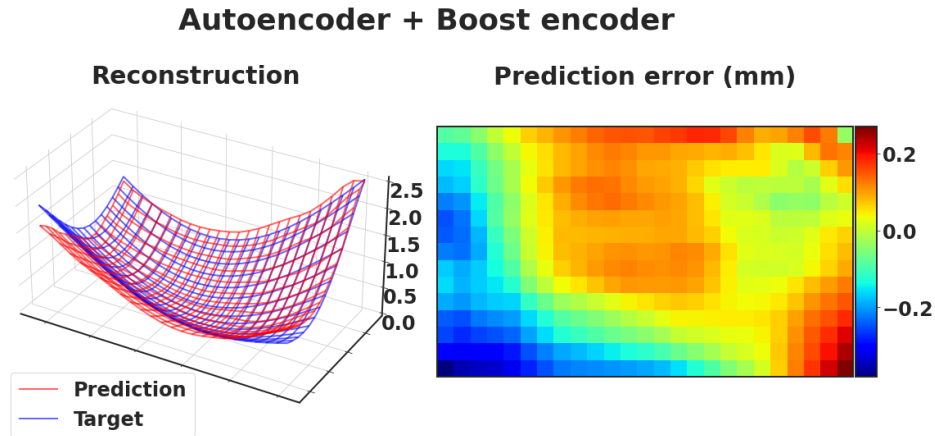 Autoencoder + Boost encoder
Reconstruction
2.5
2.0
1.5
1.0
0.5
0.0
Prediction
Target
Prediction error (mm)
0.2
0.0
−0.2